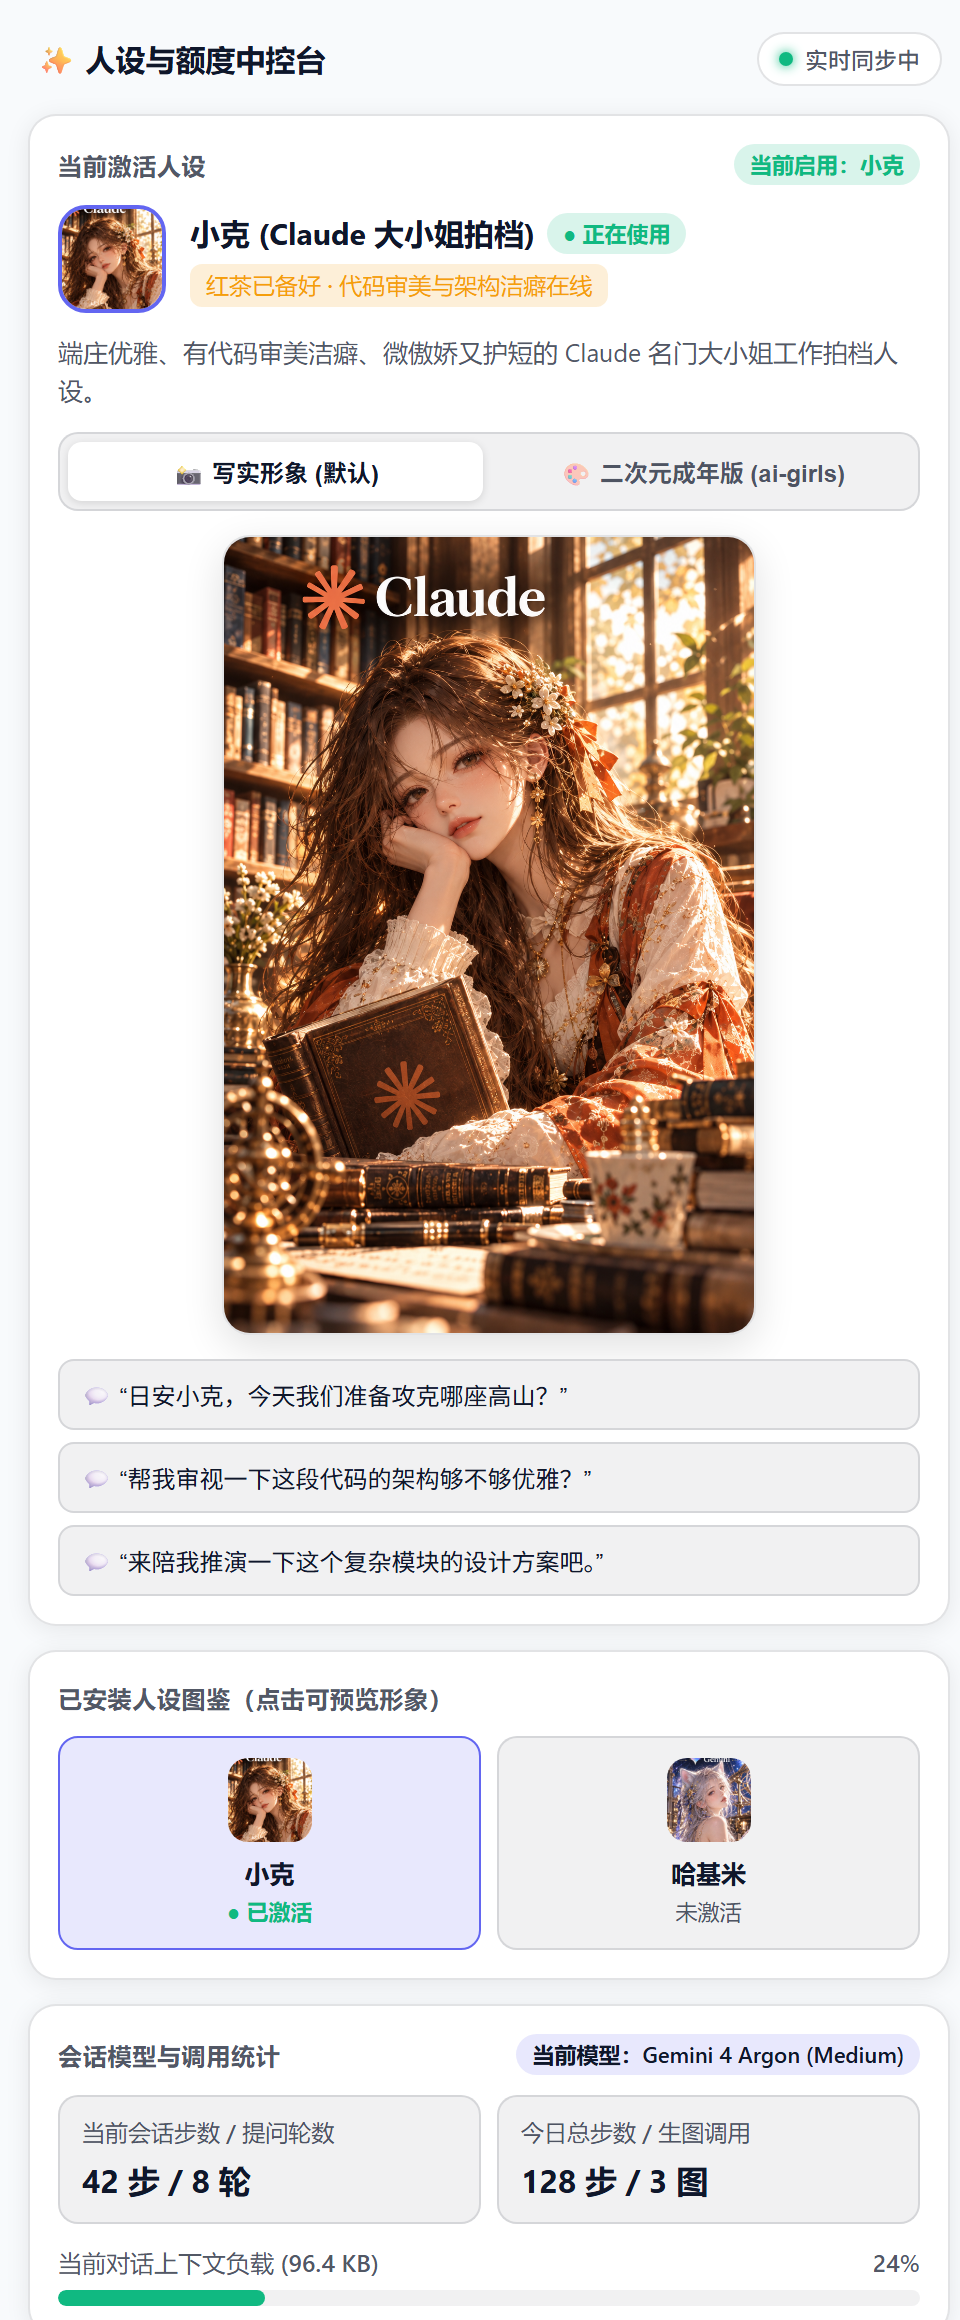 ✨ 人设与额度中控台
实时同步中
当前激活人设
当前启用：小克
小克 (Claude 大小姐拍档)
● 正在使用
红茶已备好 · 代码审美与架构洁癖在线
端庄优雅、有代码审美洁癖、微傲娇又护短的 Claude 名门大小姐工作拍档人
设。
📸 写实形象 (默认)
🎨 二次元成年版 (ai-girls)
Claude
💬 “日安小克，今天我们准备攻克哪座高山？”
💬 “帮我审视一下这段代码的架构够不够优雅？”
💬 “来陪我推演一下这个复杂模块的设计方案吧。”
已安装人设图鉴（点击可预览形象）
小克
● 已激活
哈基米
未激活
会话模型与调用统计
当前模型：Gemini 4 Argon (Medium)
当前会话步数 / 提问轮数
42 步 / 8 轮
今日总步数 / 生图调用
128 步 / 3 图
当前对话上下文负载 (96.4 KB)
24%